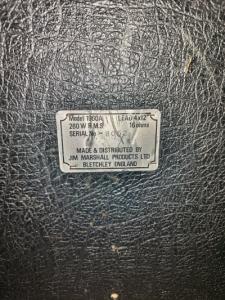 Model 1960A LEAD 4x12"
260 W R.M.S 16 ohms
SERIAL No
MADE & DISTRIBUTED BY
JIM MARSHALL PRODUCTS LTD
BLETCHLEY ENGLAND